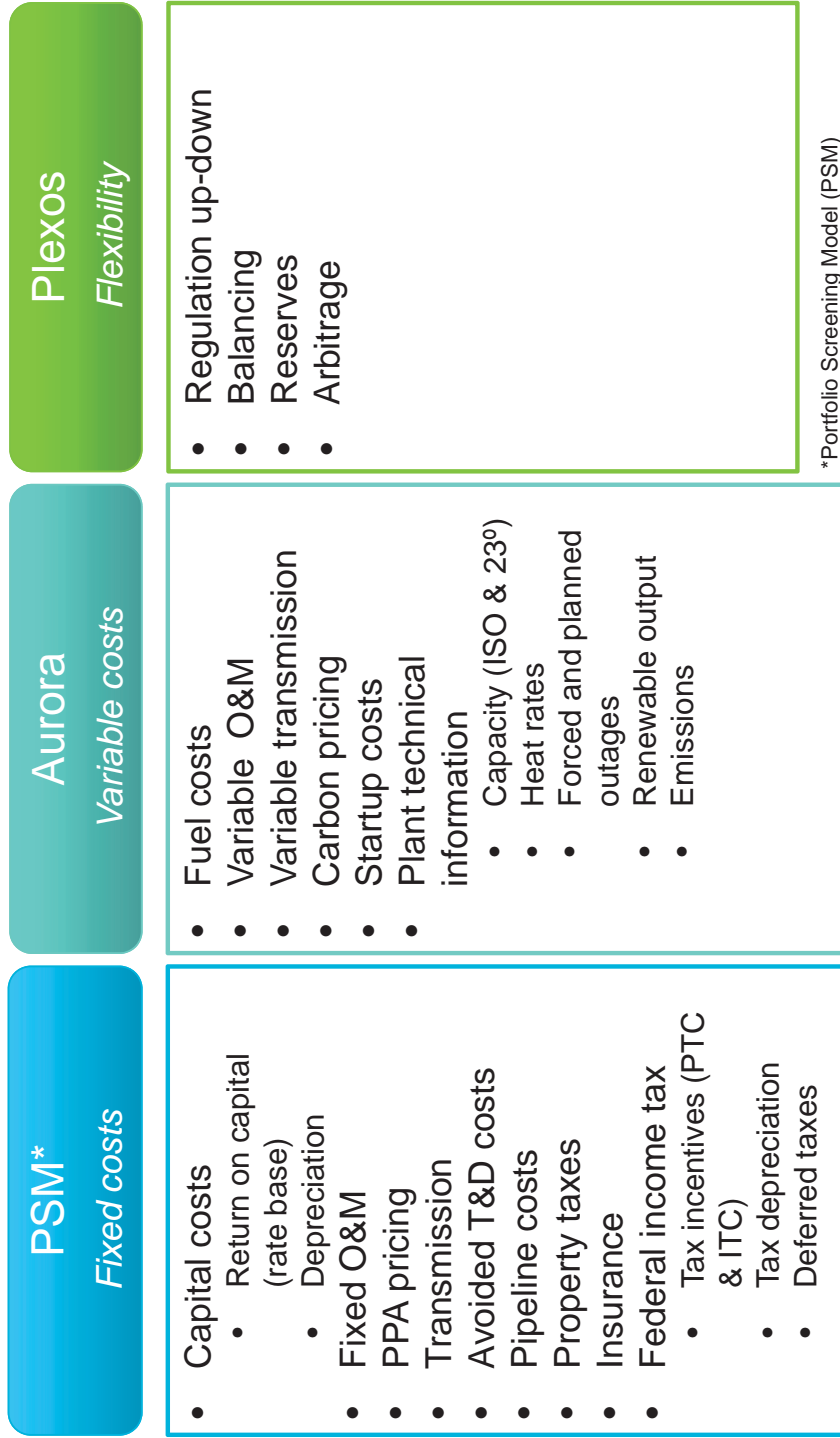 PSM*
Fixed costs
• Capital costs
• Return on capital
(rate base)
• Depreciation
• Fixed O&M
• PPA pricing
• Transmission
• Avoided T&D costs
• Pipeline costs
• Property taxes
• Insurance
• Federal income tax
• Tax incentives (PTC
& ITC)
• Tax depreciation
• Deferred taxes
Aurora
Variable costs
• Fuel costs
• Variable O&M
• Variable transmission
• Carbon pricing
• Startup costs
• Plant technical
information
• Capacity (ISO & 23⁰)
• Heat rates
• Forced and planned
outages
• Renewable output
• Emissions
Plexos
Flexibility
• Regulation up-down
• Balancing
• Reserves
• Arbitrage
*Portfolio Screening Model (PSM)